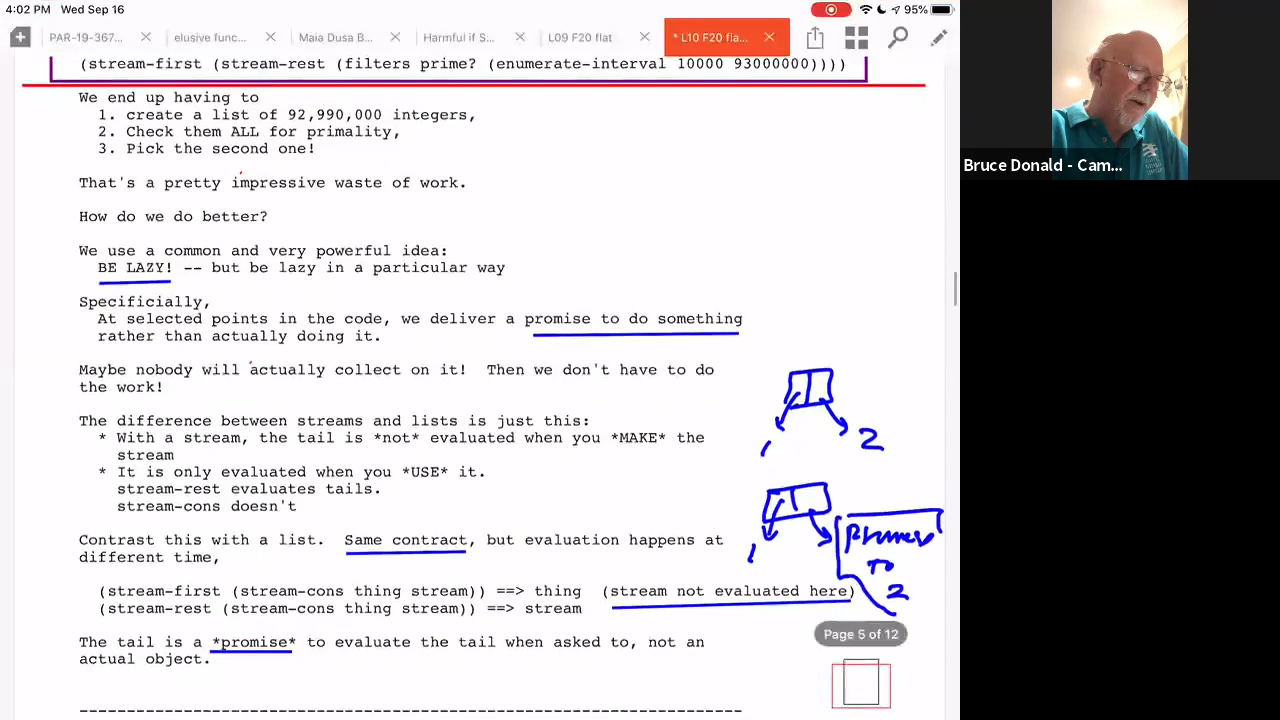 4:02 PM Wed Sep 16
95%
PAR-19-367...
elusive func...
Maia Dusa B...
Harmful if S...
L09 F20 flat
* L10 F20 fla...
(stream-first (stream-rest (filters prime? (enumerate-interval 10000 93000000))))
We end up having to
1. create a list of 92,990,000 integers,
2. Check them ALL for primality,
3. Pick the second one!
That's a pretty impressive waste of work.
How do we do better?
We use a common and very powerful idea:
BE LAZY! -- but be lazy in a particular way
Specificially,
At selected points in the code, we deliver a promise to do something
rather than actually doing it.
Maybe nobody will actually collect on it!  Then we don't have to do
the work!
The difference between streams and lists is just this:
* With a stream, the tail is *not* evaluated when you *MAKE* the
stream
* It is only evaluated when you *USE* it.
stream-rest evaluates tails.
stream-cons doesn't
Contrast this with a list.  Same contract, but evaluation happens at
different time,
(stream-first (stream-cons thing stream)) ==> thing  (stream not evaluated here)
(stream-rest (stream-cons thing stream)) ==> stream
The tail is a *promise* to evaluate the tail when asked to, not an
actual object.
--------------------------------------------------------------------
1 2
1 promise
to
2
Page 5 of 12
Bruce Donald - Cam...